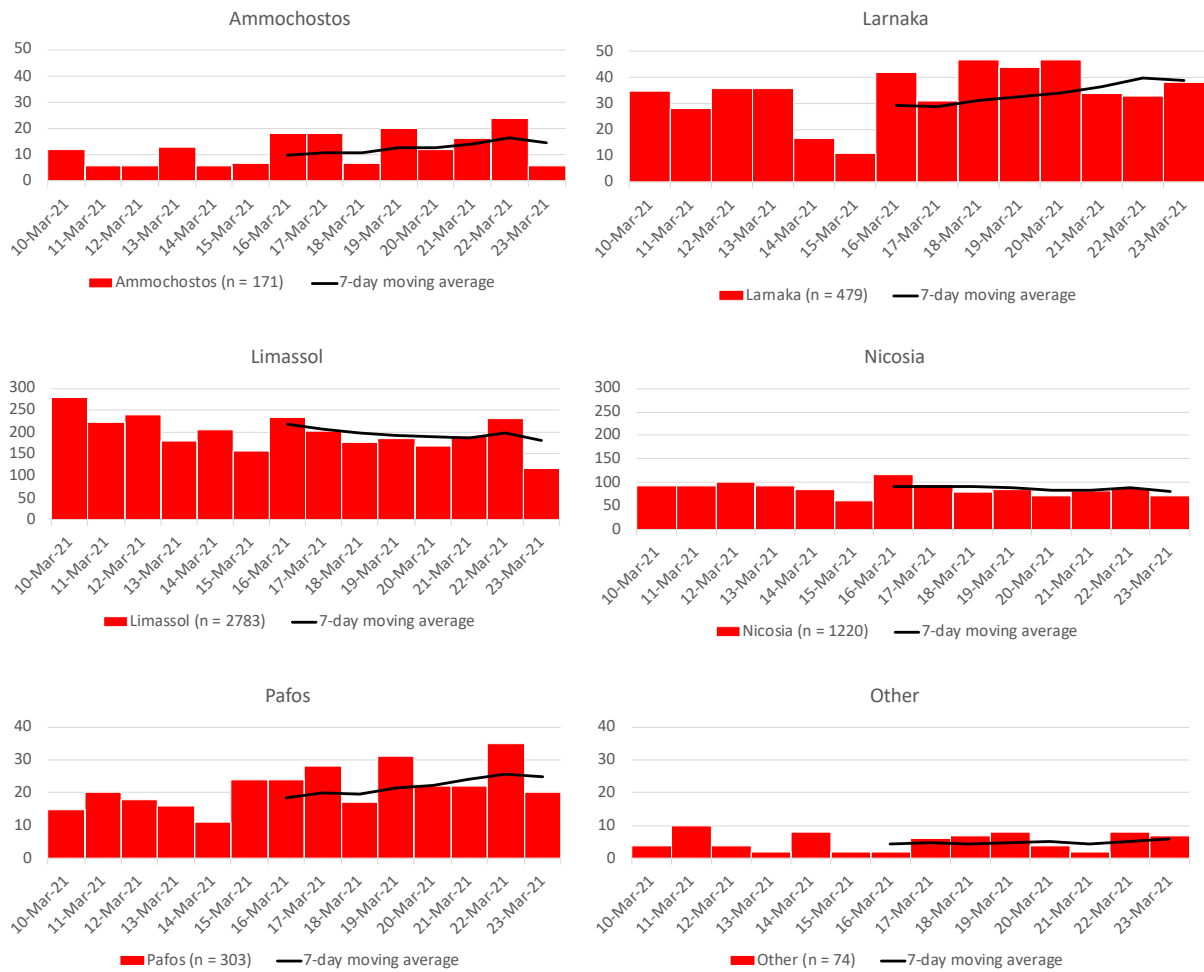 Ammochostos
50
40
30
20
10
0
10-Mar-21
11-Mar-21
12-Mar-21
13-Mar-21
14-Mar-21
15-Mar-21
16-Mar-21
17-Mar-21
18-Mar-21
19-Mar-21
20-Mar-21
21-Mar-21
22-Mar-21
23-Mar-21
Ammochostos (n = 171) 7-day moving average
Larnaka
50
40
30
20
10
0
10-Mar-21
11-Mar-21
12-Mar-21
13-Mar-21
14-Mar-21
15-Mar-21
16-Mar-21
17-Mar-21
18-Mar-21
19-Mar-21
20-Mar-21
21-Mar-21
22-Mar-21
23-Mar-21
Larnaka (n = 479) 7-day moving average
Limassol
300
250
200
150
100
50
0
10-Mar-21
11-Mar-21
12-Mar-21
13-Mar-21
14-Mar-21
15-Mar-21
16-Mar-21
17-Mar-21
18-Mar-21
19-Mar-21
20-Mar-21
21-Mar-21
22-Mar-21
23-Mar-21
Limassol (n = 2783) 7-day moving average
Nicosia
300
250
200
150
100
50
0
10-Mar-21
11-Mar-21
12-Mar-21
13-Mar-21
14-Mar-21
15-Mar-21
16-Mar-21
17-Mar-21
18-Mar-21
19-Mar-21
20-Mar-21
21-Mar-21
22-Mar-21
23-Mar-21
Nicosia (n = 1220) 7-day moving average
Pafos
40
30
20
10
0
10-Mar-21
11-Mar-21
12-Mar-21
13-Mar-21
14-Mar-21
15-Mar-21
16-Mar-21
17-Mar-21
18-Mar-21
19-Mar-21
20-Mar-21
21-Mar-21
22-Mar-21
23-Mar-21
Pafos (n = 303) 7-day moving average
Other
40
30
20
10
0
10-Mar-21
11-Mar-21
12-Mar-21
13-Mar-21
14-Mar-21
15-Mar-21
16-Mar-21
17-Mar-21
18-Mar-21
19-Mar-21
20-Mar-21
21-Mar-21
22-Mar-21
23-Mar-21
Other (n = 74) 7-day moving average